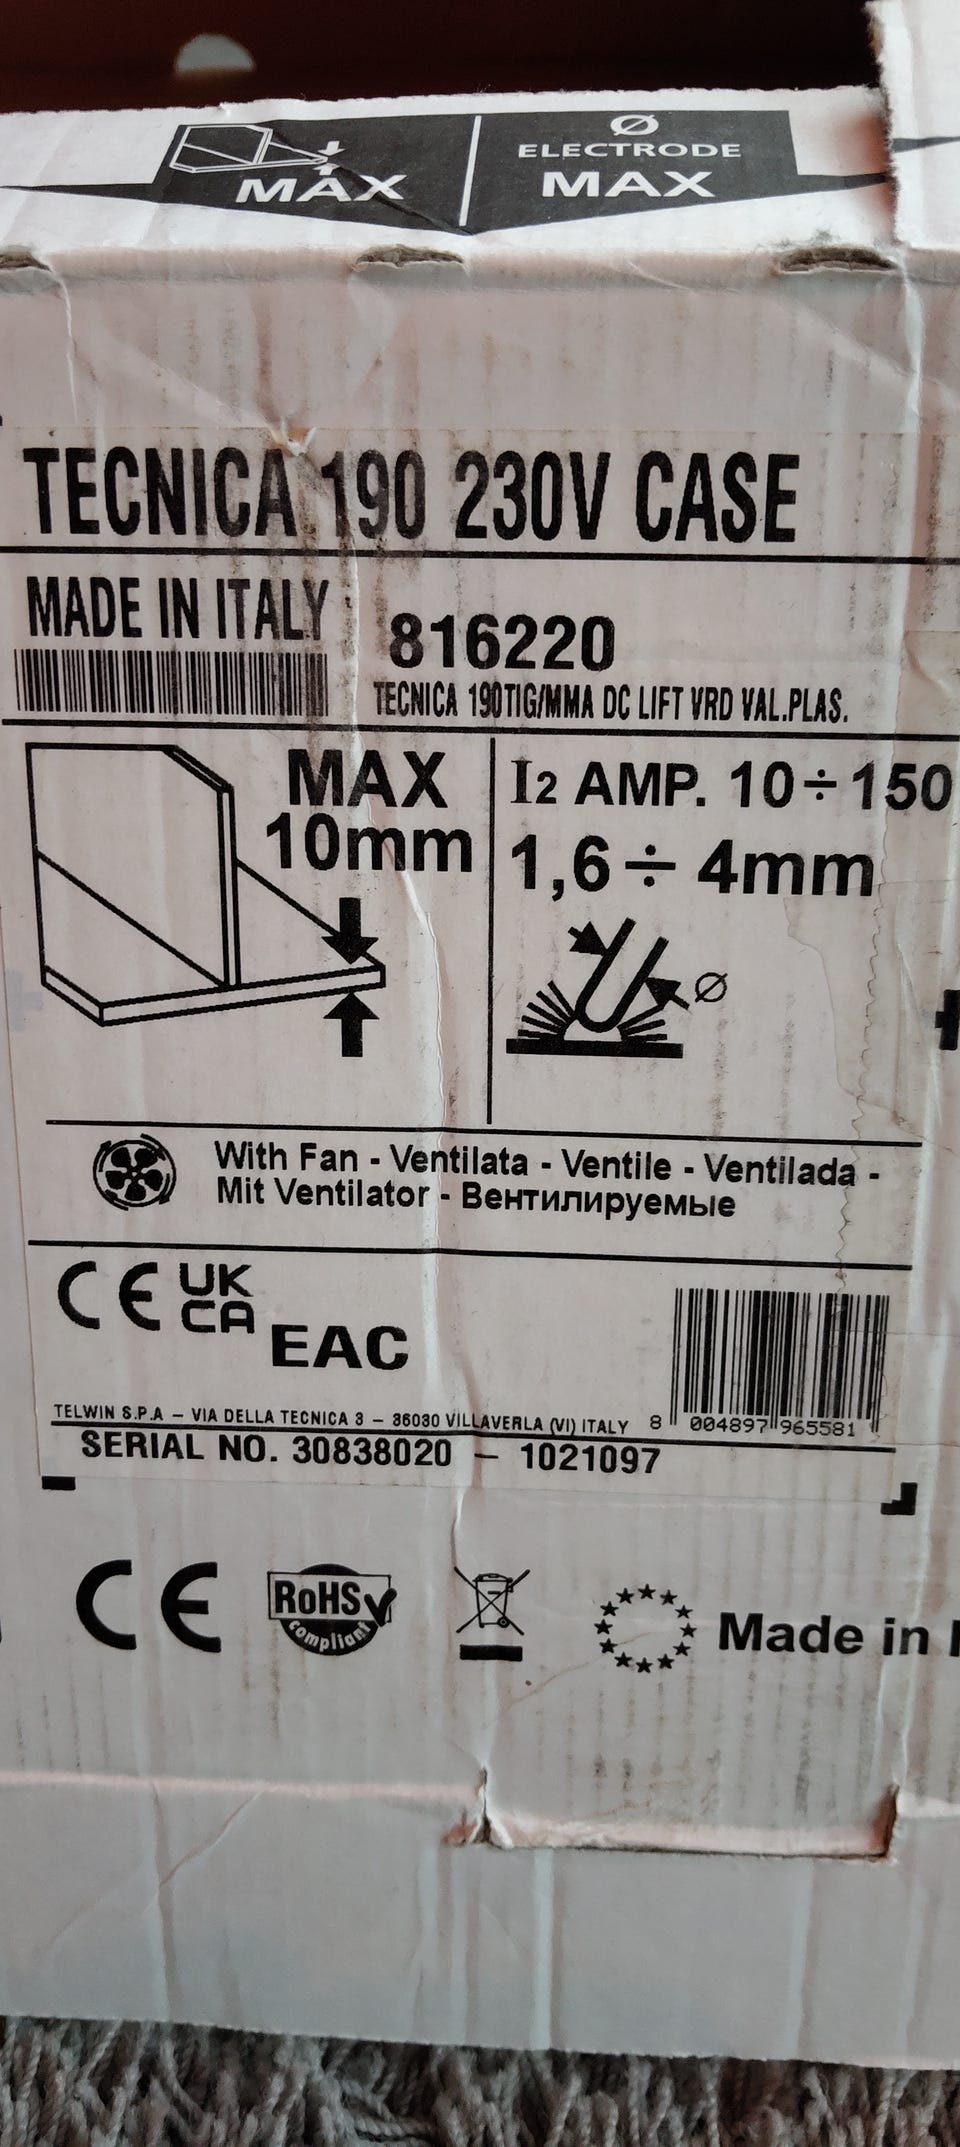 Ø
ELECTRODE
MAX
MAX
TECNICA 190 230V CASE
MADE IN ITALY
816220
TECNICA 190TIG/MMA DC LIFT VRD VAL.PLAS.
MAX
10mm
I2 AMP. 10÷150
1,6÷ 4mm
Ø
With Fan - Ventilata - Ventile - Ventilada -
Mit Ventilator - Вентилируемые
CE UK
CA
EAC
TELWIN S.P.A – VIA DELLA TECNICA 3 – 36030 VILLAVERLA (VI) ITALY
8 004897 965581
SERIAL NO. 30838020 – 1021097
CE
RoHS
compliant
Made in